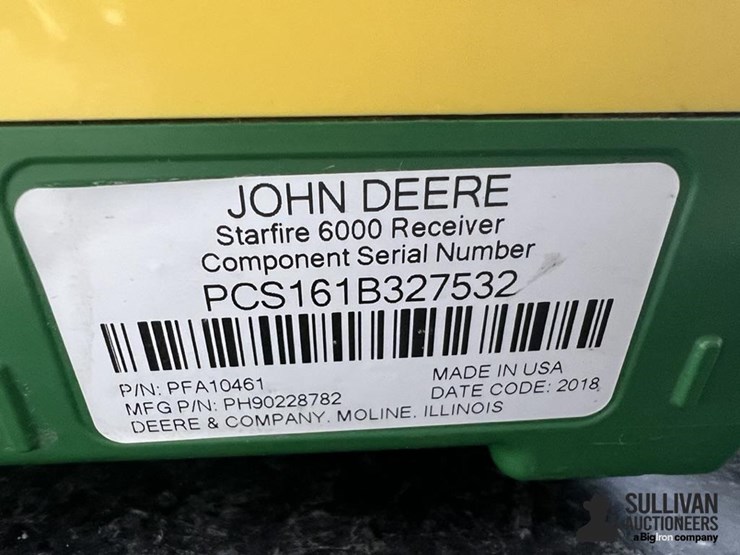 JOHN DEERE
Starfire 6000 Receiver
Component Serial Number
PCS161B327532
P/N: PFA10461
MFG P/N: PH90228782
MADE IN USA
DATE CODE: 2018
DEERE & COMPANY. MOLINE. ILLINOIS
SULLIVAN
AUCTIONEERS
a BigIron company